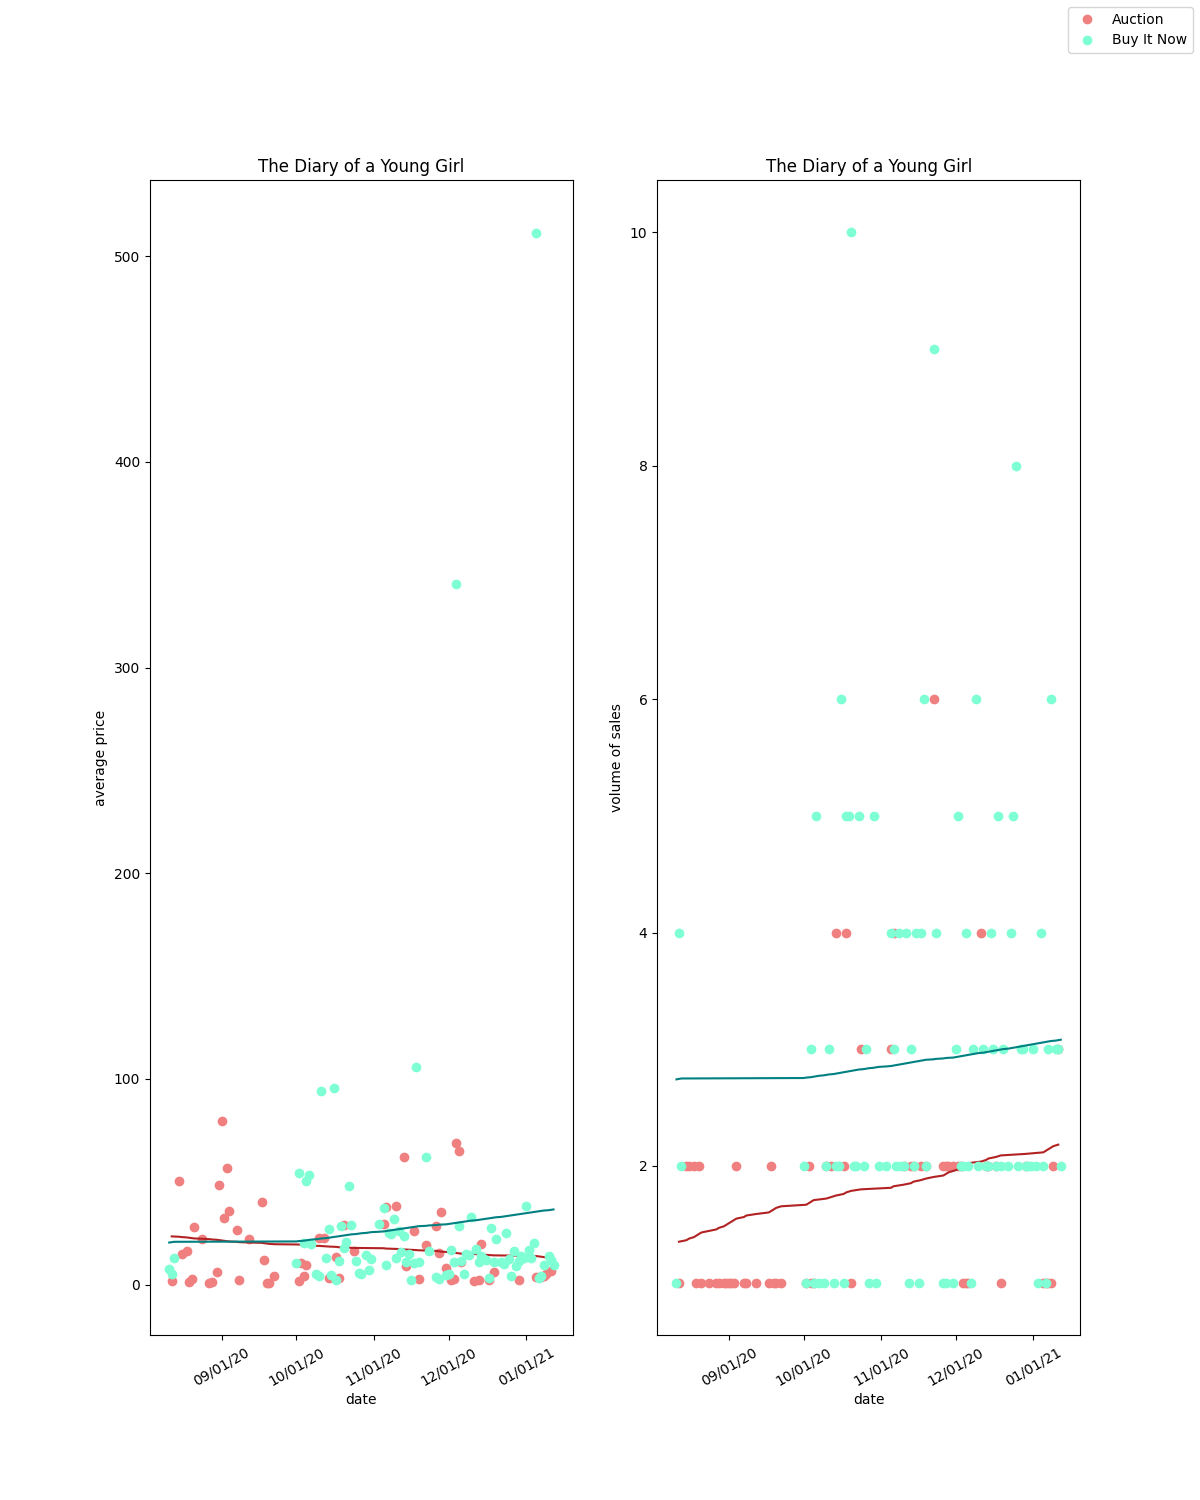 Auction
Buy It Now
The Diary of a Young Girl
500
400
300
200
100
0
average price
09/01/20
10/01/20
11/01/20
12/01/20
01/01/21
date
The Diary of a Young Girl
10
8
6
4
2
volume of sales
09/01/20
10/01/20
11/01/20
12/01/20
01/01/21
date